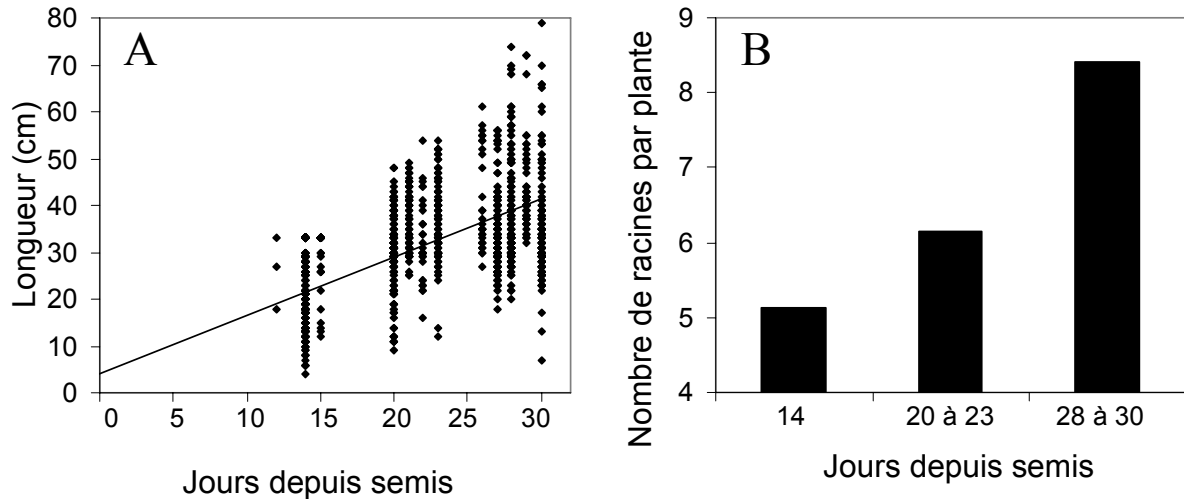 A
Longueur (cm)
80
70
60
50
40
30
20
10
0
0 5 10 15 20 25 30
Jours depuis semis
B
Nombre de racines par plante
9
8
7
6
5
4
14 20 à 23 28 à 30
Jours depuis semis